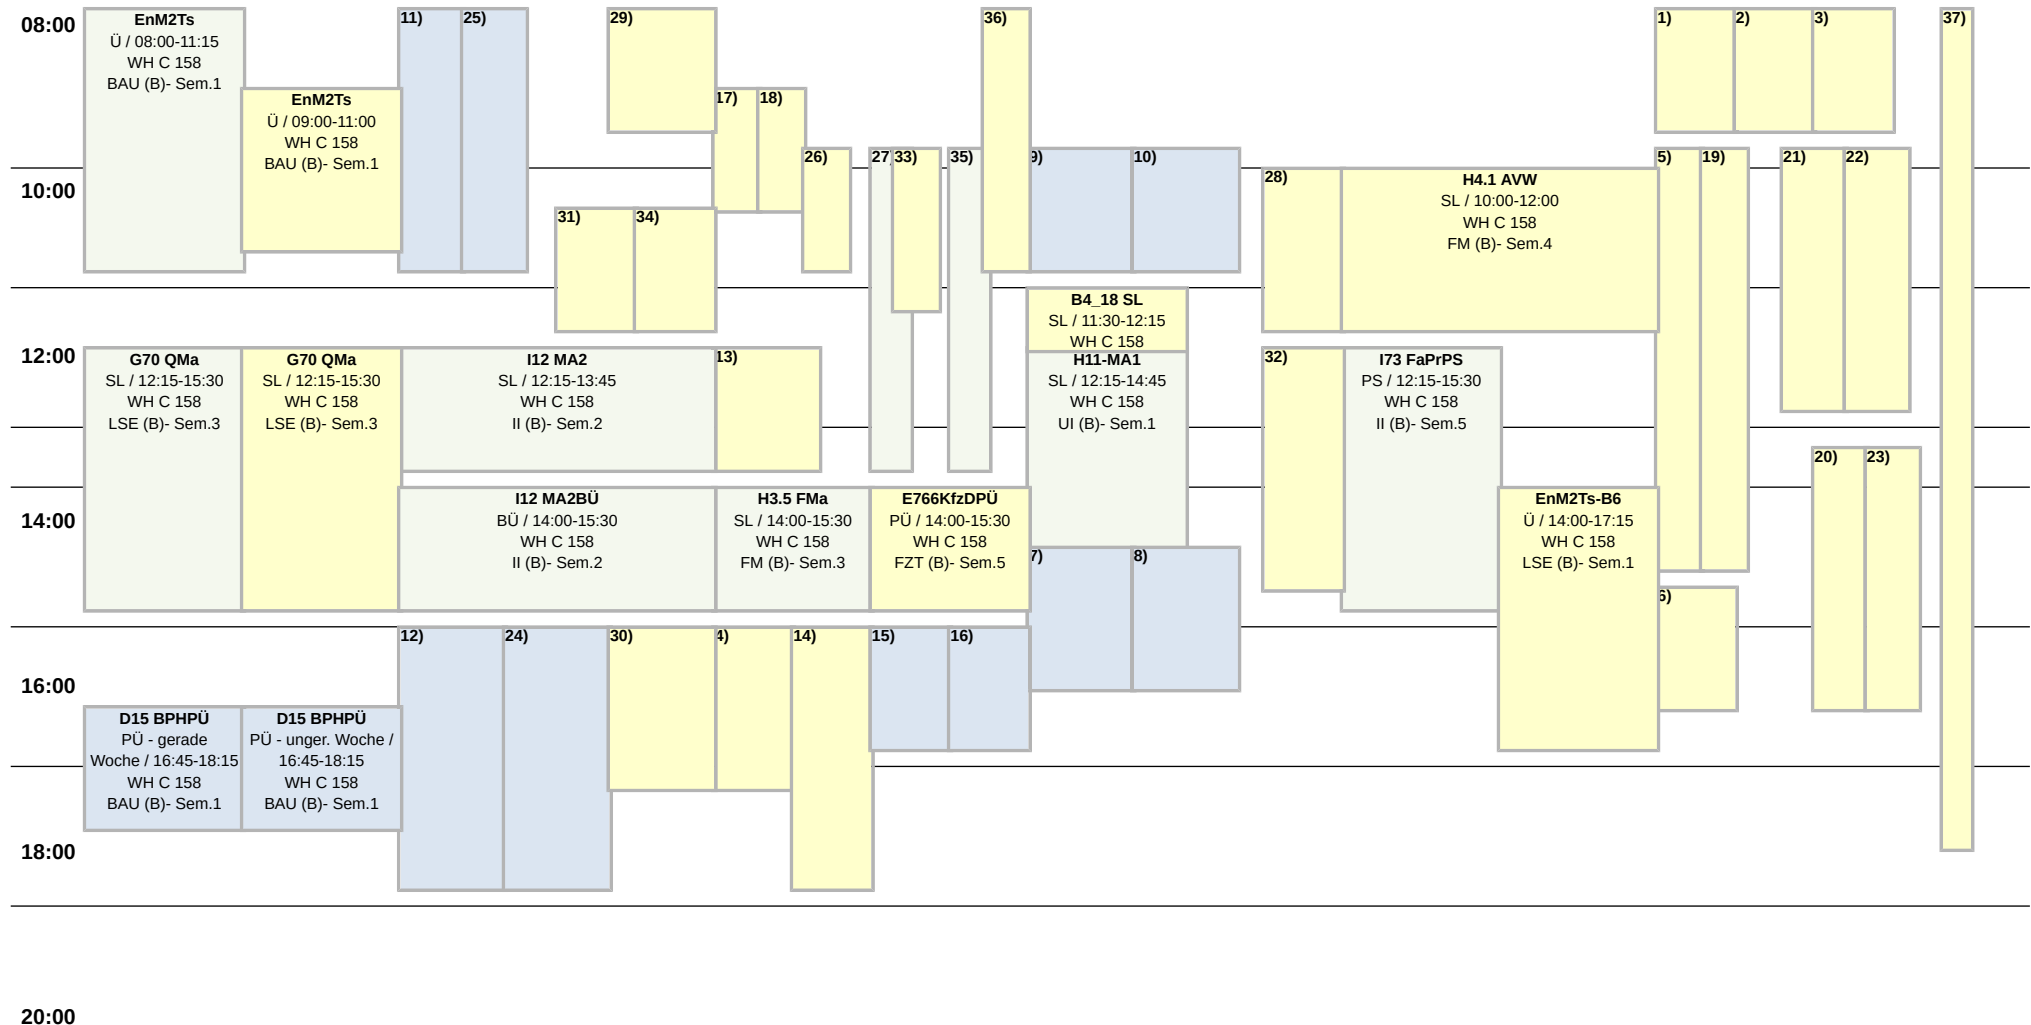 08:00
10:00
12:00
14:00
16:00
18:00
20:00
EnM2Ts
Ü / 08:00-11:15
WH C 158
BAU (B)- Sem.1
EnM2Ts
Ü / 09:00-11:00
WH C 158
BAU (B)- Sem.1
11)
25)
29)
17)
18)
26)
31)
34)
27)
33)
35)
36)
9)
10)
28)
H4.1 AVW
SL / 10:00-12:00
WH C 158
FM (B)- Sem.4
1)
2)
3)
37)
5)
19)
21)
22)
B4_18 SL
SL / 11:30-12:15
WH C 158
G70 QMa
SL / 12:15-15:30
WH C 158
LSE (B)- Sem.3
G70 QMa
SL / 12:15-15:30
WH C 158
LSE (B)- Sem.3
I12 MA2
SL / 12:15-13:45
WH C 158
II (B)- Sem.2
13)
H11-MA1
SL / 12:15-14:45
WH C 158
UI (B)- Sem.1
32)
I73 FaPrPS
PS / 12:15-15:30
WH C 158
II (B)- Sem.5
20)
23)
I12 MA2BÜ
BÜ / 14:00-15:30
WH C 158
II (B)- Sem.2
H3.5 FMa
SL / 14:00-15:30
WH C 158
FM (B)- Sem.3
E766KfzDPÜ
PÜ / 14:00-15:30
WH C 158
FZT (B)- Sem.5
EnM2Ts-B6
Ü / 14:00-17:15
WH C 158
LSE (B)- Sem.1
7)
8)
6)
12)
24)
30)
4)
14)
15)
16)
D15 BPHPÜ
PÜ - gerade
Woche / 16:45-18:15
WH C 158
BAU (B)- Sem.1
D15 BPHPÜ
PÜ - unger. Woche /
16:45-18:15
WH C 158
BAU (B)- Sem.1